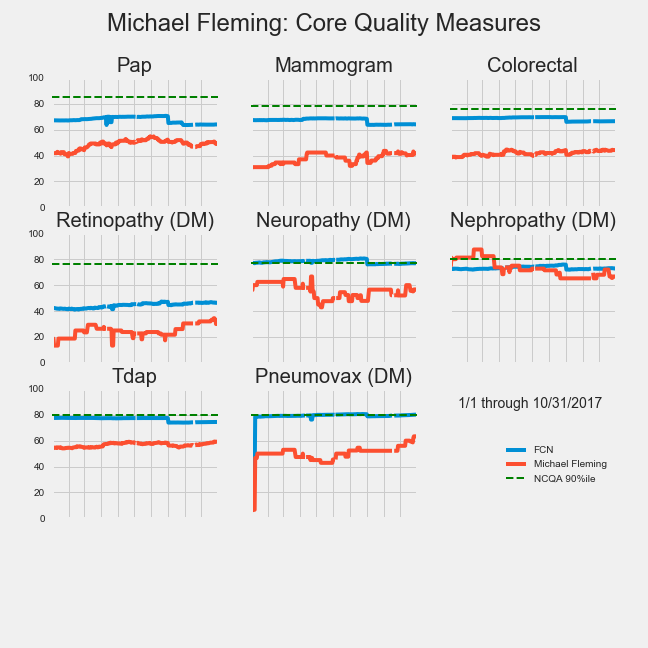 Michael Fleming: Core Quality Measures
Pap
Mammogram
Colorectal
100
80
60
40
20
0
Retinopathy (DM)
Neuropathy (DM)
Nephropathy (DM)
100
80
60
40
20
0
Tdap
Pneumovax (DM)
100
80
60
40
20
0
1/1 through 10/31/2017
FCN
Michael Fleming
NCQA 90%ile